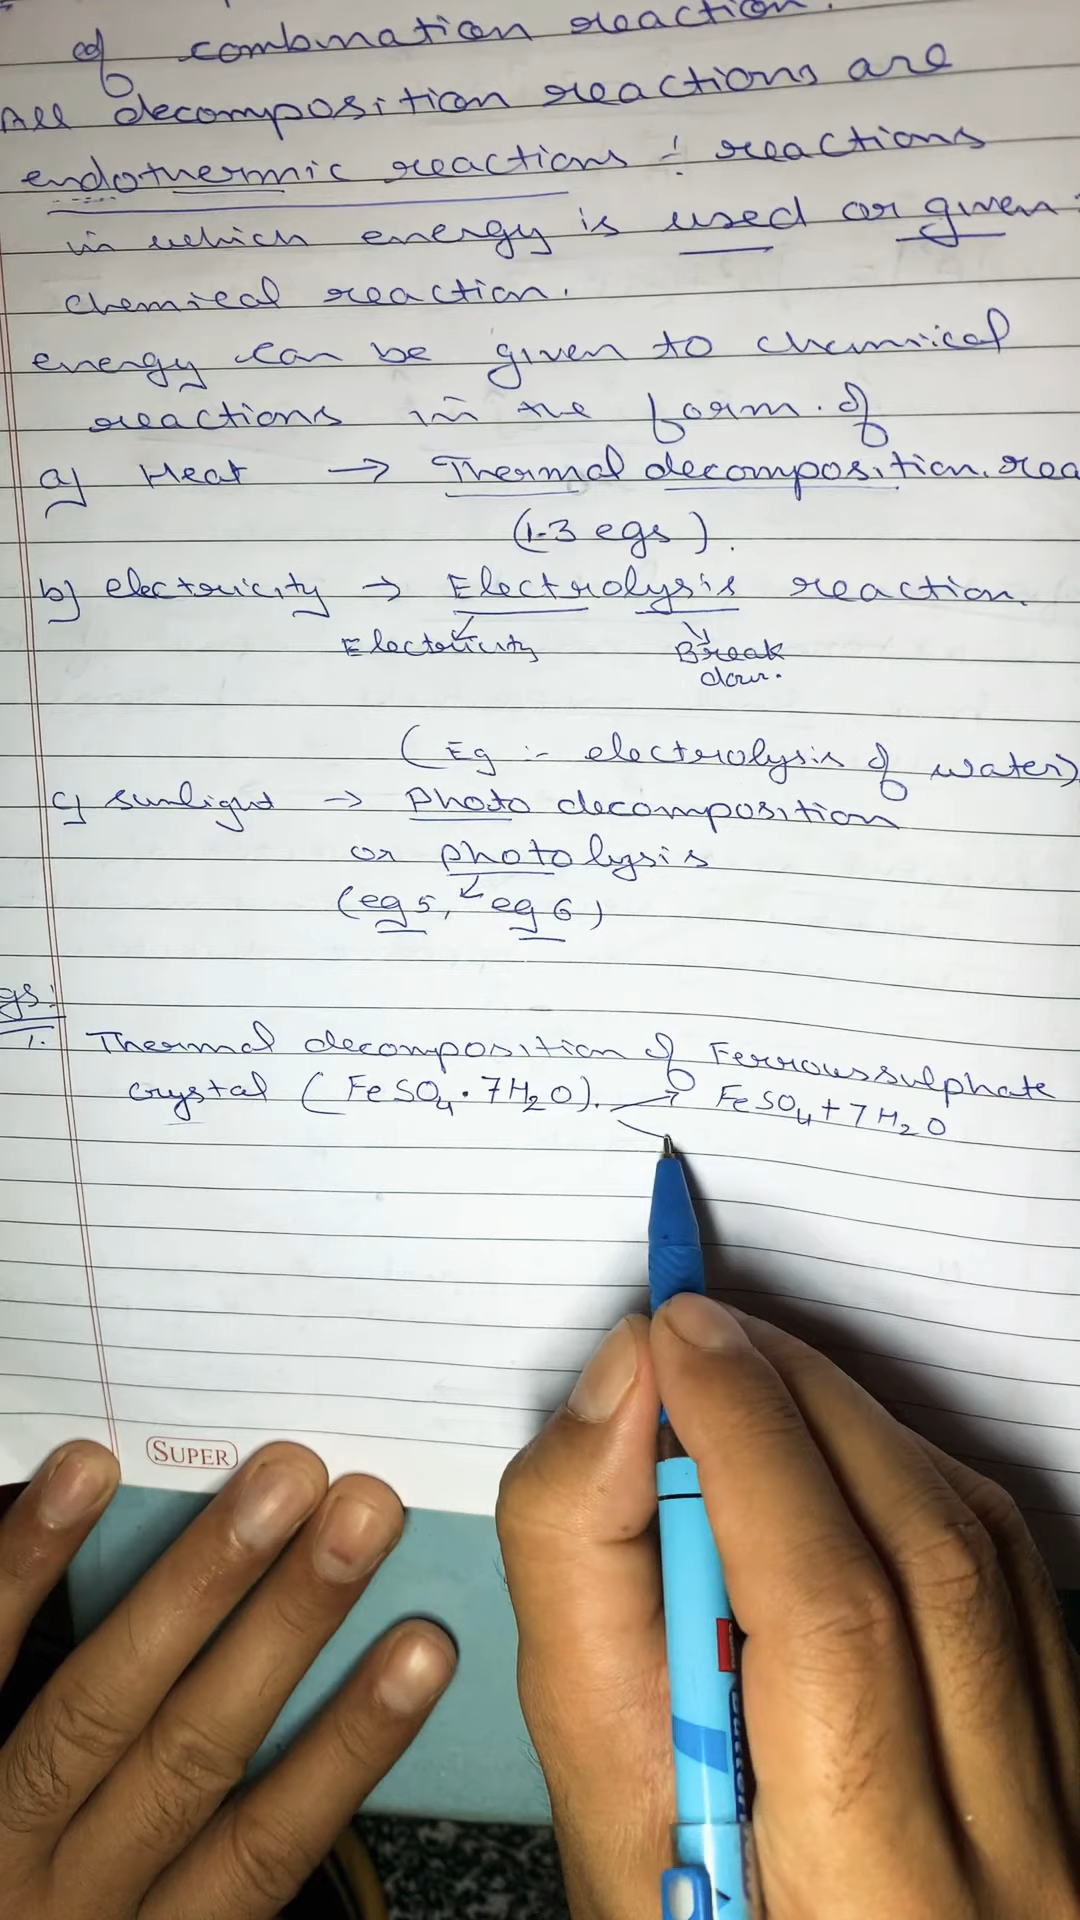 of combination reaction.
All decomposition reactions are
endothermic reactions ÷ reactions
in which energy is used or given
chemical reaction.
energy can be given to chemical
reactions in the form. of
a) Heat → Thermal decomposition. rea
(1-3 egs).
b) electricity → Electrolysis reaction.
Electricity Break
down.
(Eg :- electrolysis of water)
c) sunlight → Photo decomposition
or photolysis
(eg 5, eg 6)
gs:
1. Thermal decomposition of Ferrous sulphate
crystal (FeSO₄·7H₂O). → FeSO₄+7H₂O
SUPER